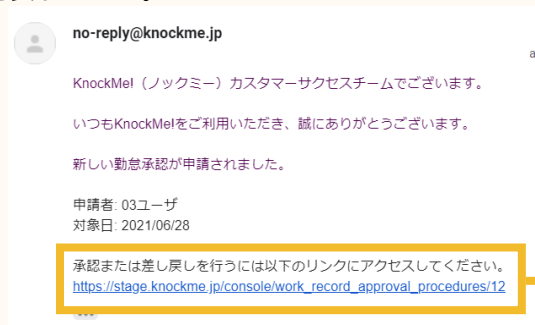 no-reply@knockme.jp
KnockMe!（ノックミー）カスタマーサクセスチームでございます。
いつもKnockMe!をご利用いただき、誠にありがとうございます。
新しい勤怠承認が申請されました。
申請者: 03ユーザ
対象日: 2021/06/28
承認または差し戻しを行うには以下のリンクにアクセスしてください。
https://stage.knockme.jp/console/work_record_approval_procedures/12